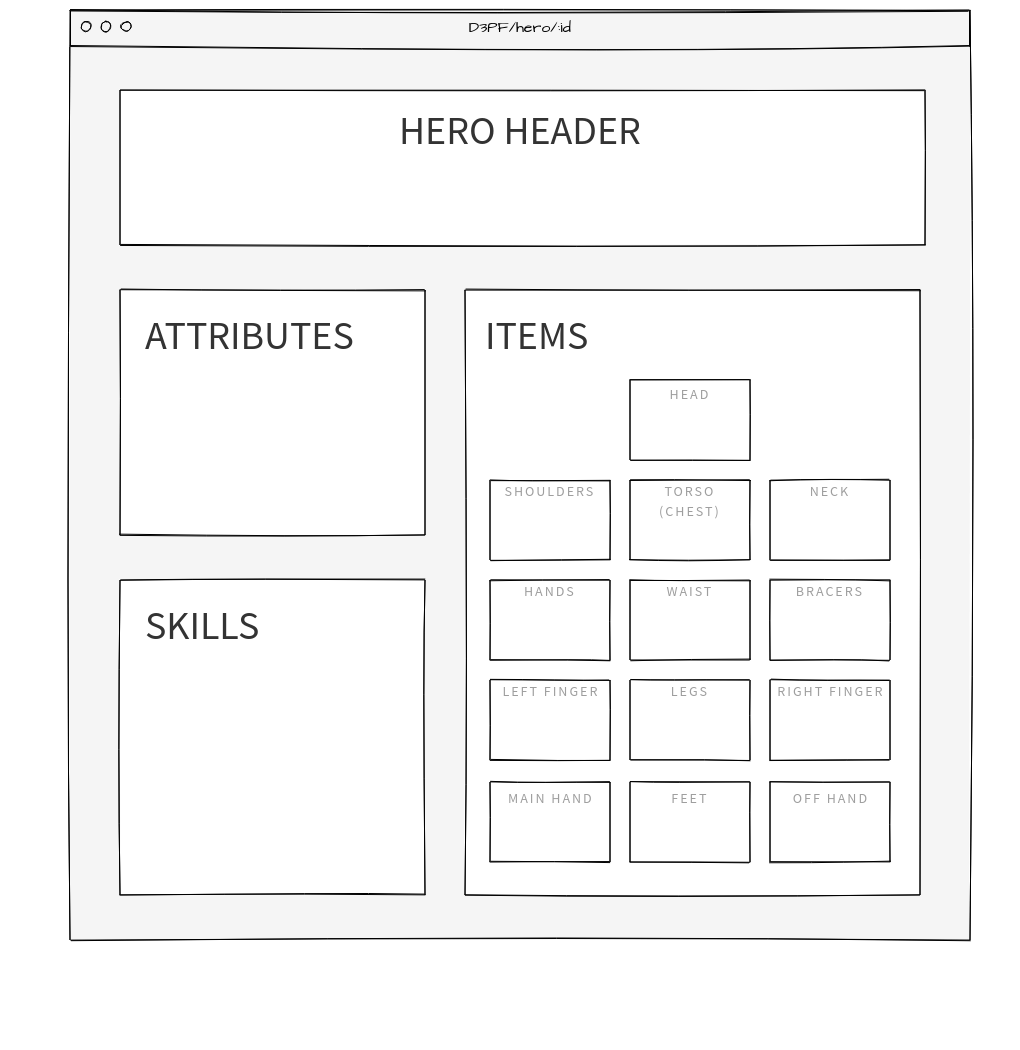 D3PF/hero/:id
HERO HEADER
ATTRIBUTES
SKILLS
ITEMS
HEAD
SHOULDERS
TORSO
(CHEST)
NECK
HANDS
WAIST
BRACERS
LEFT FINGER
LEGS
RIGHT FINGER
MAIN HAND
FEET
OFF HAND